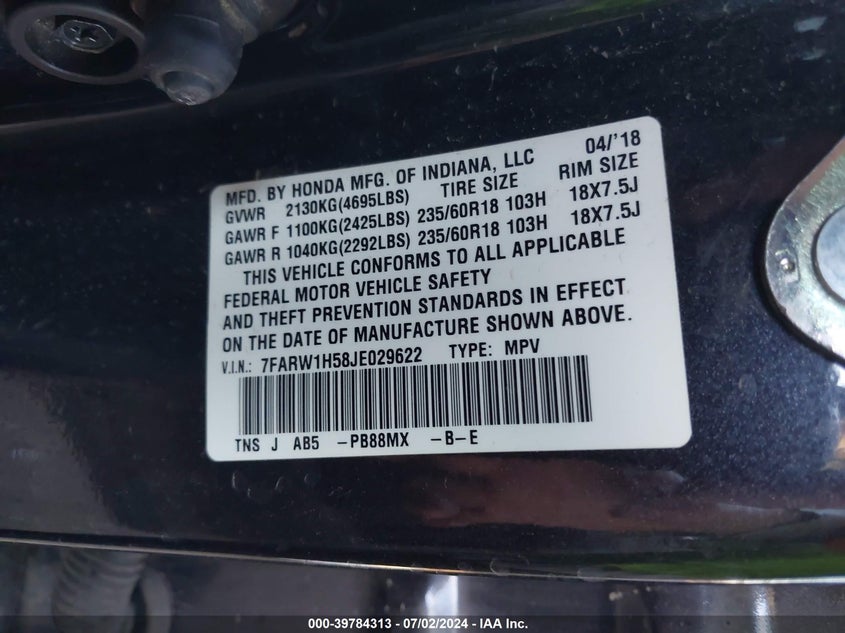 MFD. BY HONDA MFG. OF INDIANA, LLC 04/'18
GVWR 2130KG(4695LBS) TIRE SIZE RIM SIZE
GAWR F 1100KG(2425LBS) 235/60R18 103H 18X7.5J
GAWR R 1040KG(2292LBS) 235/60R18 103H 18X7.5J
THIS VEHICLE CONFORMS TO ALL APPLICABLE
FEDERAL MOTOR VEHICLE SAFETY
AND THEFT PREVENTION STANDARDS IN EFFECT
ON THE DATE OF MANUFACTURE SHOWN ABOVE.
V.I.N.: 7FARW1H58JE029622 TYPE: MPV
TNS J AB5 -PB88MX -B-E
000-39784313 - 07/02/2024 - IAA Inc.